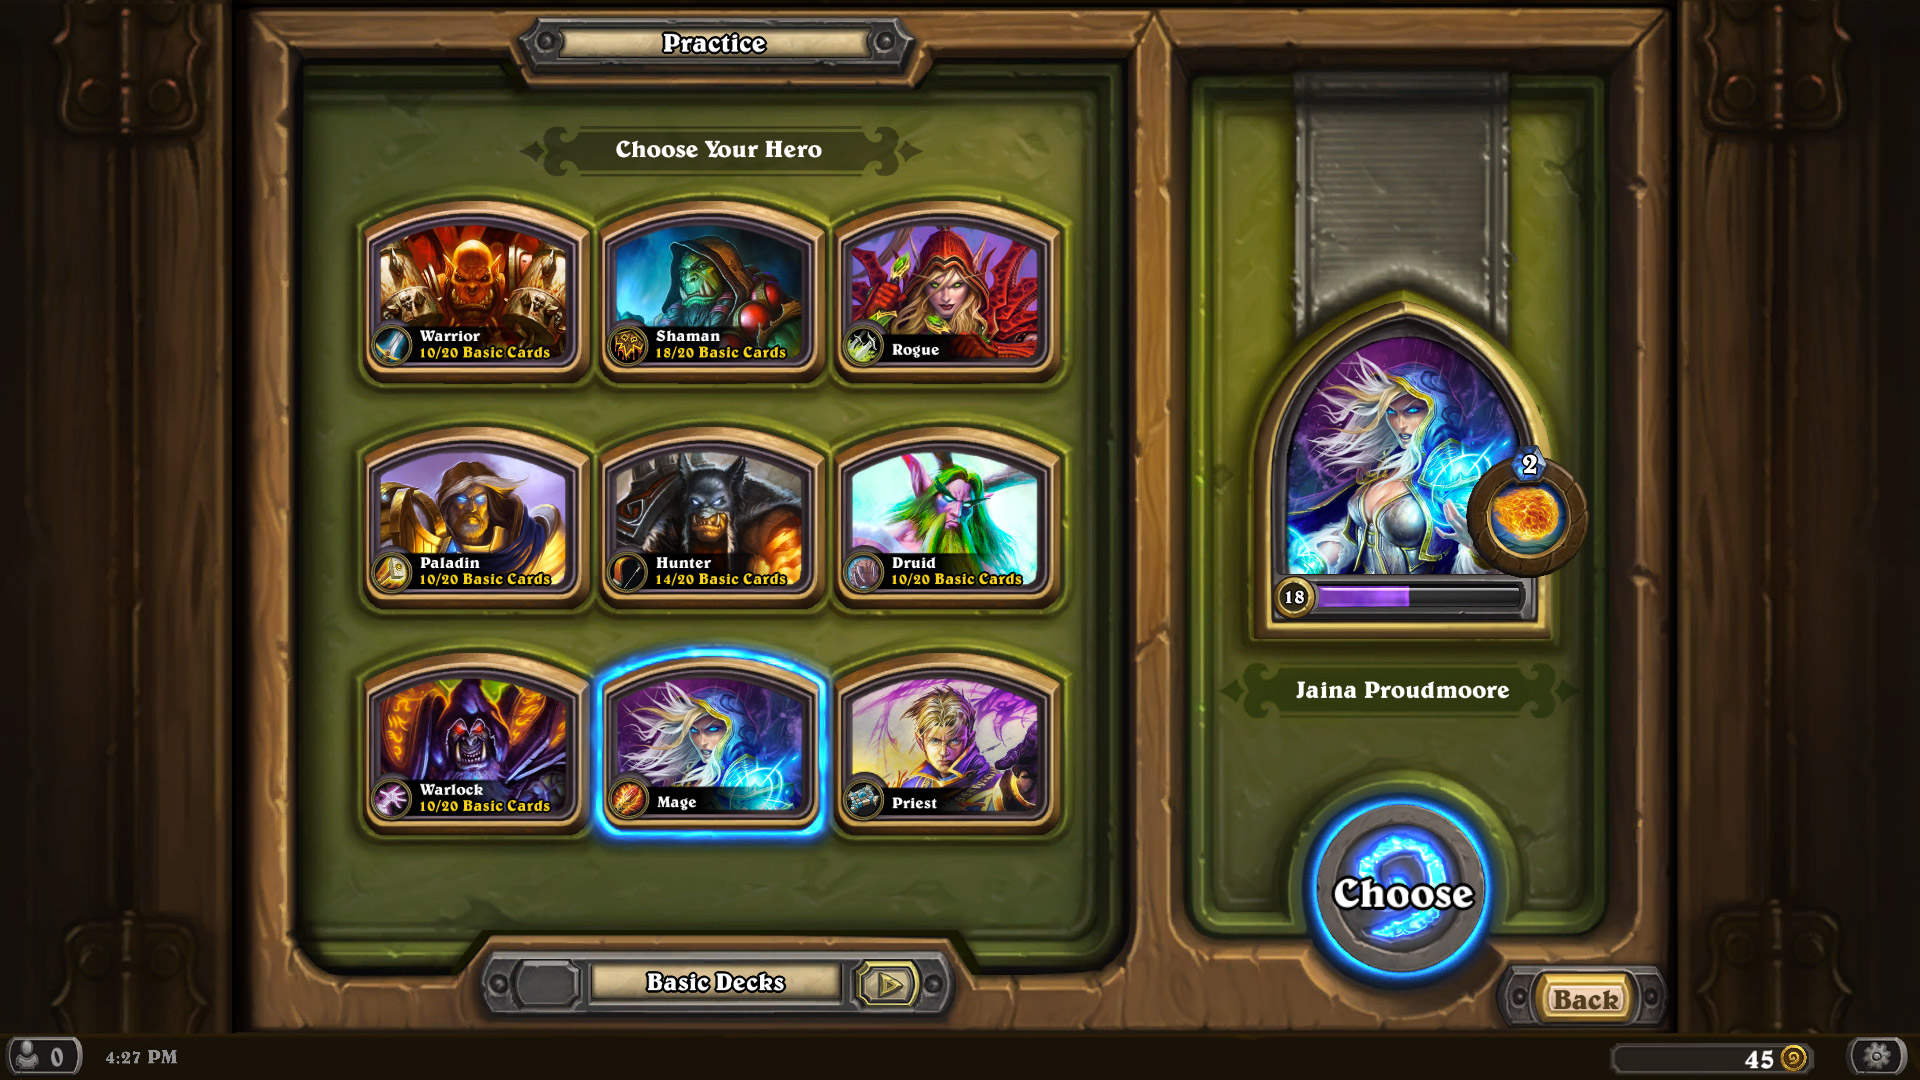 Practice
Choose Your Hero
Warrior
10/20 Basic Cards
Shaman
18/20 Basic Cards
Rogue
Paladin
10/20 Basic Cards
Hunter
14/20 Basic Cards
Druid
10/20 Basic Cards
Warlock
10/20 Basic Cards
Mage
Priest
Basic Decks
2
18
Jaina Proudmoore
Choose
Back
0
4:27 PM
45